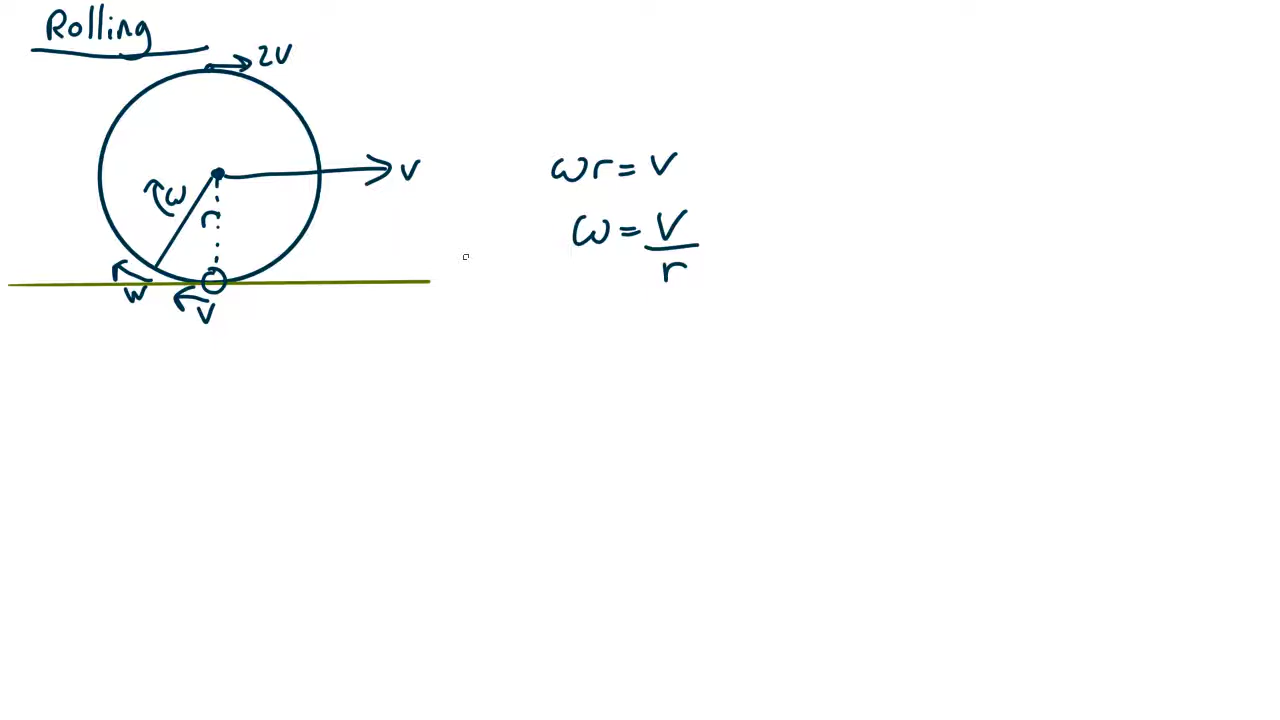 Rolling
2V
V
ω
r
w
V
ωr = V
ω = V/r